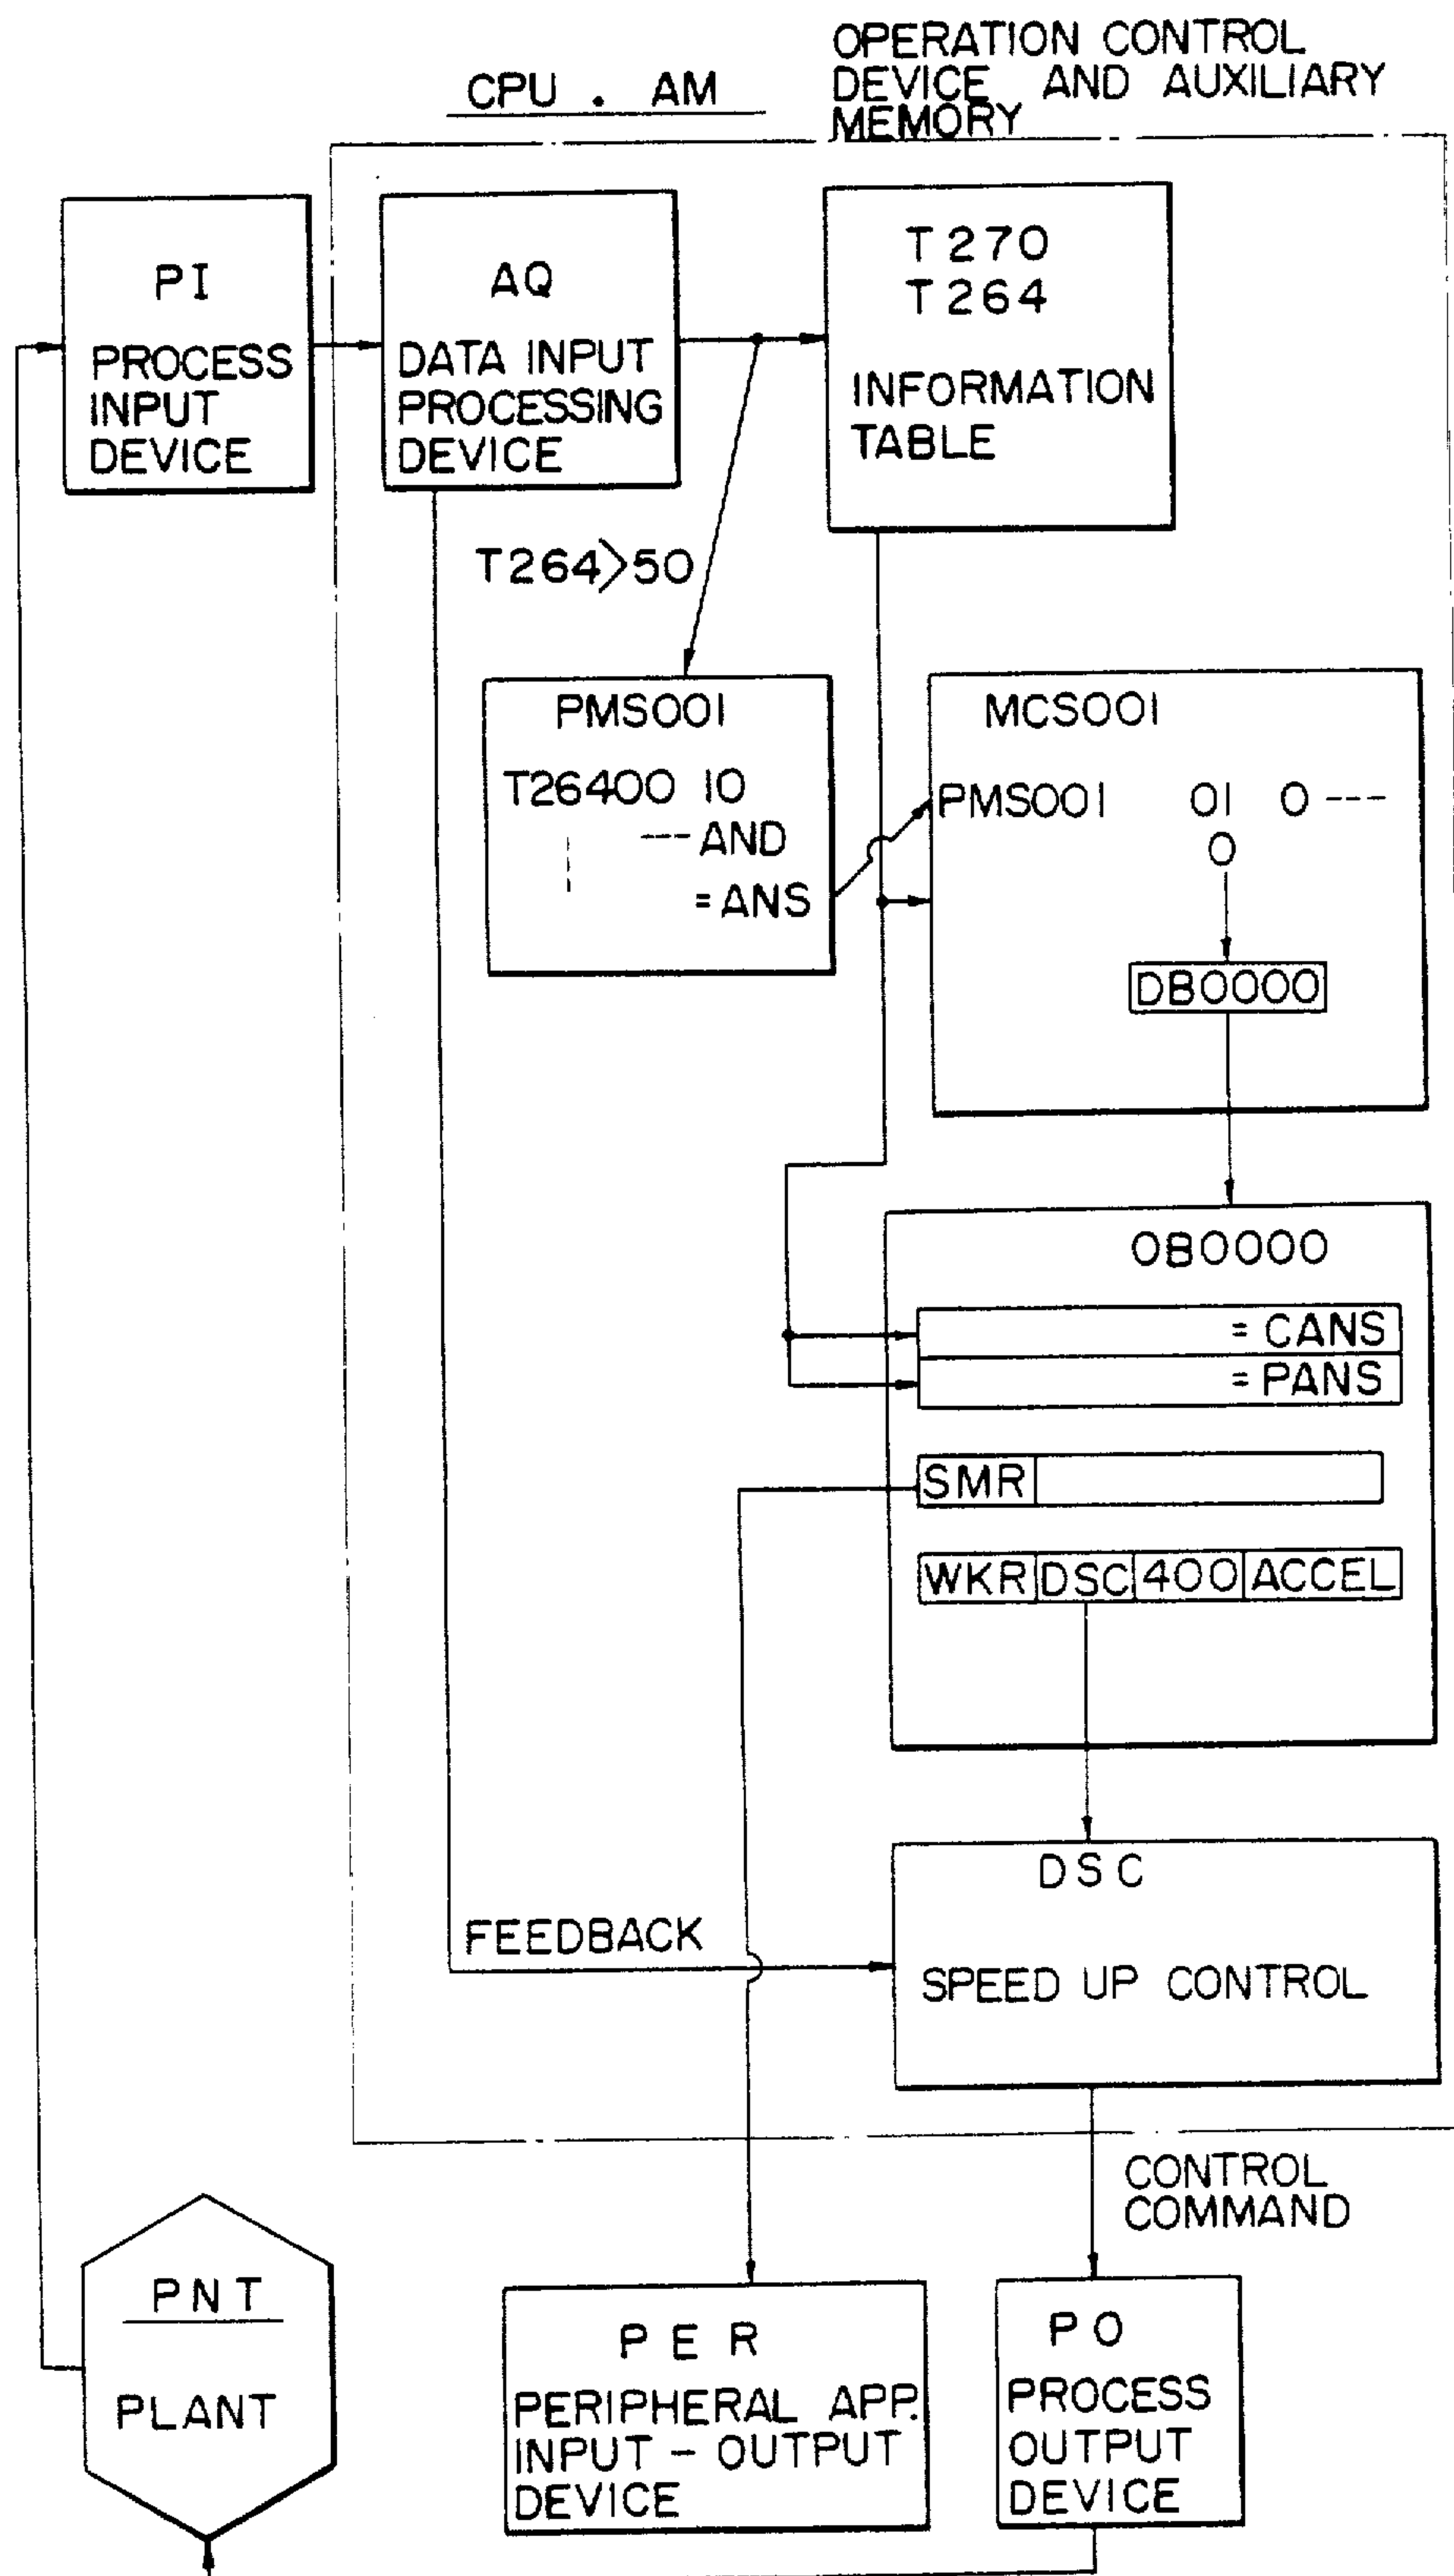 CPU . AM
OPERATION CONTROL
DEVICE AND AUXILIARY
MEMORY
PI
PROCESS
INPUT
DEVICE
AQ
DATA INPUT
PROCESSING
DEVICE
T270
T264
INFORMATION
TABLE
T264>50
PMS001
T26400 10
--- AND
= ANS
MCS001
PMS001 01 0 ---
0
DB0000
OB0000
= CANS
= PANS
SMR
WKR DSC 400 ACCEL
DSC
SPEED UP CONTROL
FEEDBACK
CONTROL
COMMAND
PNT
PLANT
PER
PERIPHERAL APP.
INPUT - OUTPUT
DEVICE
PO
PROCESS
OUTPUT
DEVICE